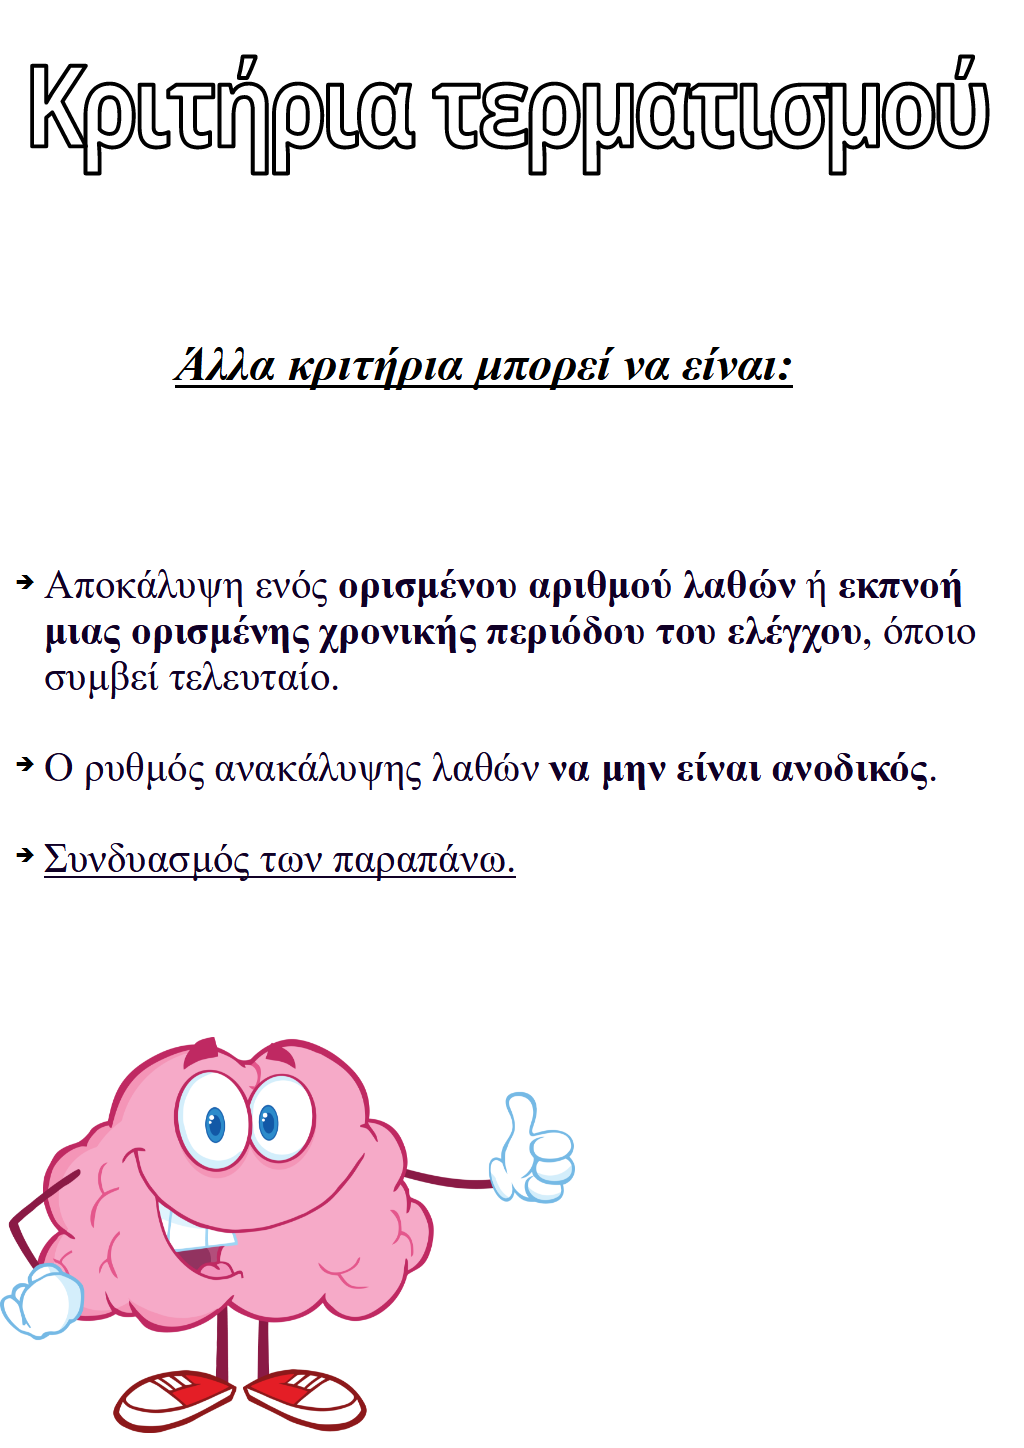 Κριτήρια τερματισμού
Άλλα κριτήρια μπορεί να είναι:
➔ Αποκάλυψη ενός ορισμένου αριθμού λαθών ή εκπνοή
μιας ορισμένης χρονικής περιόδου του ελέγχου, όποιο
συμβεί τελευταίο.
➔ Ο ρυθμός ανακάλυψης λαθών να μην είναι ανοδικός.
➔ Συνδυασμός των παραπάνω.